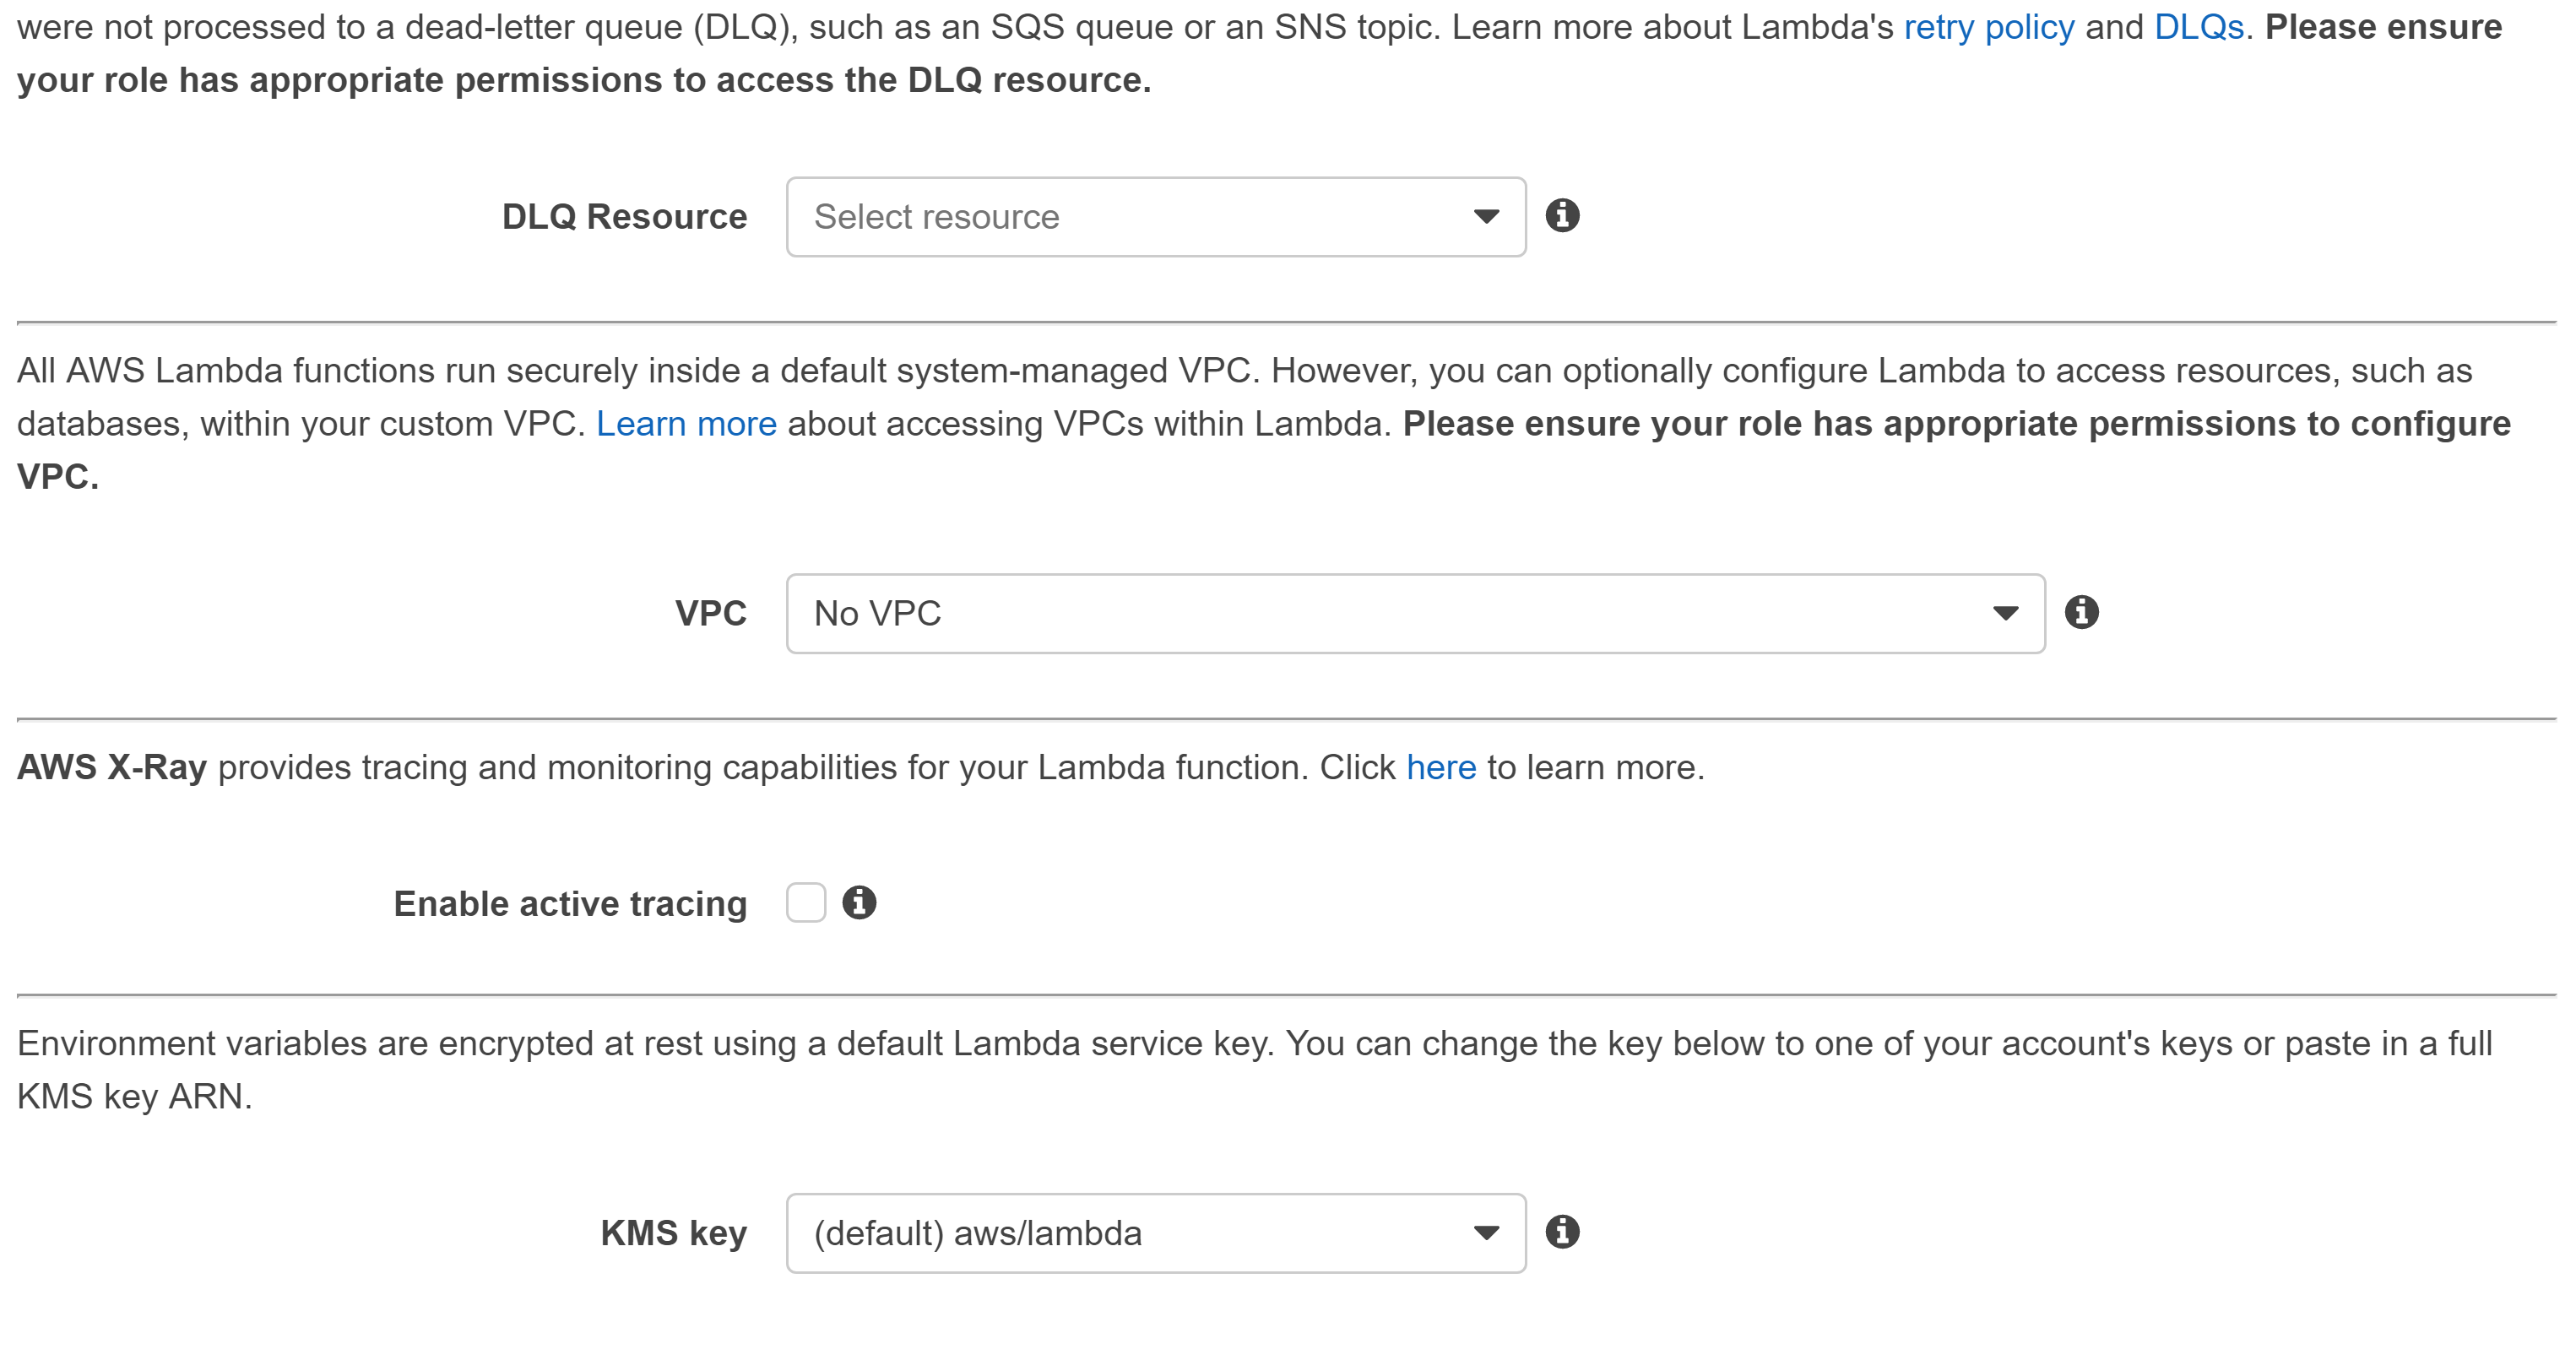 were not processed to a dead-letter queue (DLQ), such as an SQS queue or an SNS topic. Learn more about Lambda's retry policy and DLQs. Please ensure
your role has appropriate permissions to access the DLQ resource.
DLQ Resource Select resource
All AWS Lambda functions run securely inside a default system-managed VPC. However, you can optionally configure Lambda to access resources, such as
databases, within your custom VPC. Learn more about accessing VPCs within Lambda. Please ensure your role has appropriate permissions to configure
VPC.
VPC No VPC
AWS X-Ray provides tracing and monitoring capabilities for your Lambda function. Click here to learn more.
Enable active tracing
Environment variables are encrypted at rest using a default Lambda service key. You can change the key below to one of your account's keys or paste in a full
KMS key ARN.
KMS key (default) aws/lambda